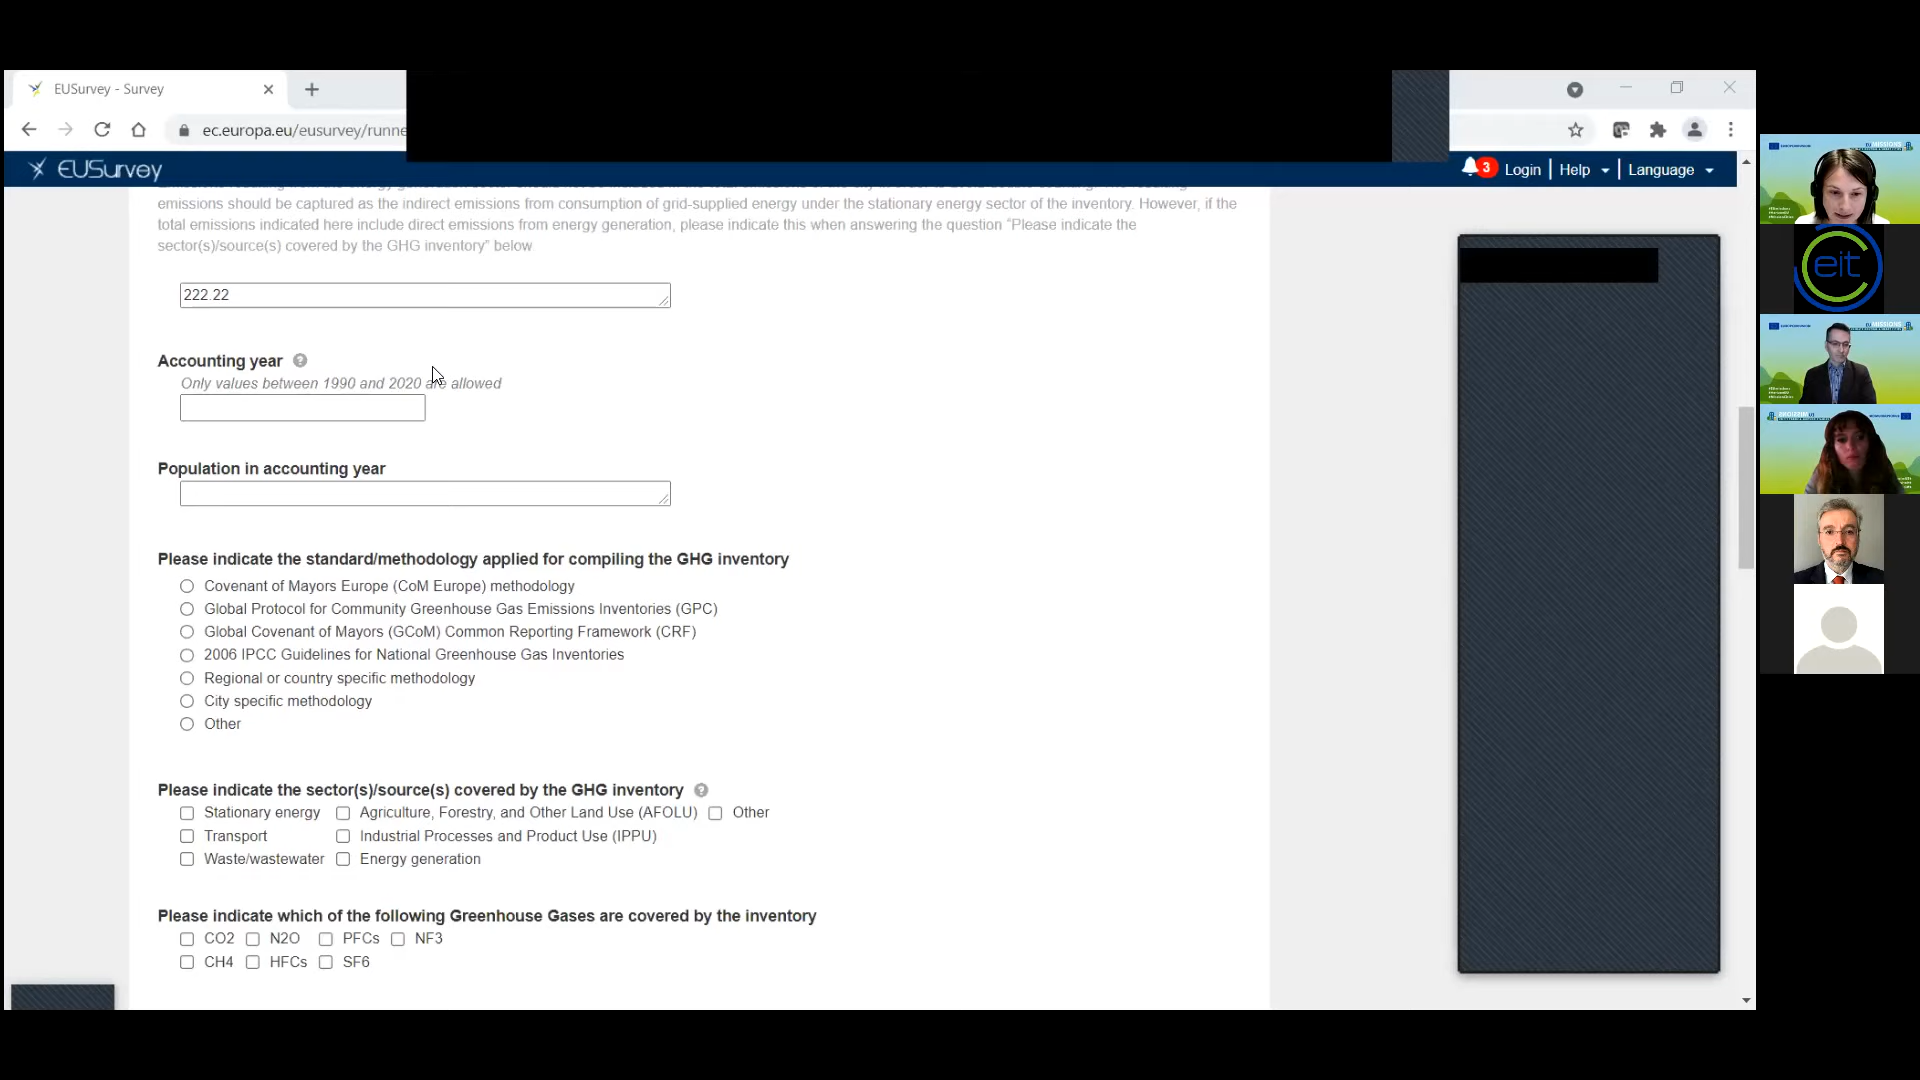 EUSurvey - Survey
ec.europa.eu/eusurvey/runne
EUSurvey
3 Login Help Language
emissions should be captured as the indirect emissions from consumption of grid-supplied energy under the stationary energy sector of the inventory. However, if the
total emissions indicated here include direct emissions from energy generation, please indicate this when answering the question "Please indicate the
sector(s)/source(s) covered by the GHG inventory" below
222.22
Accounting year ?
Only values between 1990 and 2020 are allowed
Population in accounting year
Please indicate the standard/methodology applied for compiling the GHG inventory
Covenant of Mayors Europe (CoM Europe) methodology
Global Protocol for Community Greenhouse Gas Emissions Inventories (GPC)
Global Covenant of Mayors (GCoM) Common Reporting Framework (CRF)
2006 IPCC Guidelines for National Greenhouse Gas Inventories
Regional or country specific methodology
City specific methodology
Other
Please indicate the sector(s)/source(s) covered by the GHG inventory ?
Stationary energy Agriculture, Forestry, and Other Land Use (AFOLU) Other
Transport Industrial Processes and Product Use (IPPU)
Waste/wastewater Energy generation
Please indicate which of the following Greenhouse Gases are covered by the inventory
CO2 N2O PFCs NF3
CH4 HFCs SF6
eit